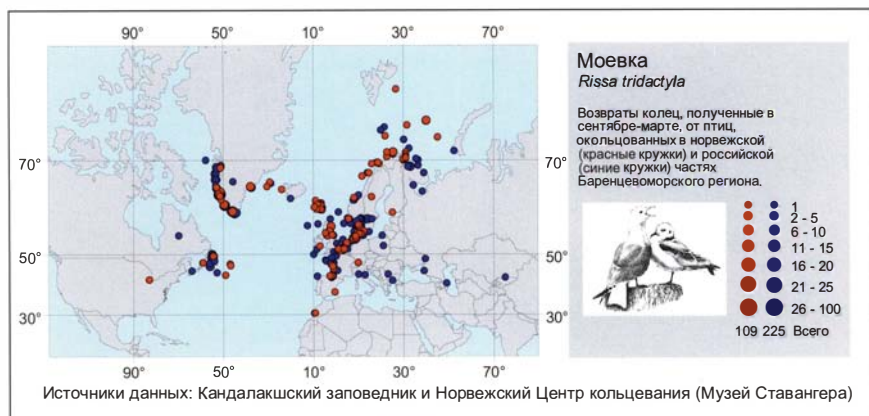 90° 50° 10° 30° 70°
70° 70°
50° 50°
30° 30°
90° 50° 10° 30° 70°
Моевка
Rissa tridactyla
Возвраты колец, полученные в
сентябре-марте, от птиц,
окольцованных в норвежской
(красные кружки) и российской
(синие кружки) частях
Баренцевоморского региона.
1
2 - 5
6 - 10
11 - 15
16 - 20
21 - 25
26 - 100
109 225 Всего
Источники данных: Кандалакшский заповедник и Норвежский Центр кольцевания (Музей Ставангера)